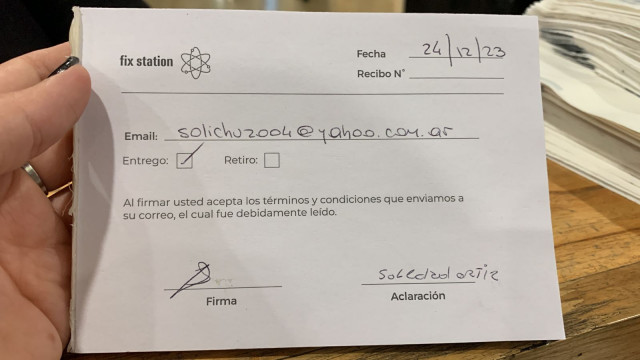 fix station
Fecha 24/12/23
Recibo N°
Email: solichu2004@yahoo.com.ar
Entrego: Retiro:
Al firmar usted acepta los términos y condiciones que enviamos a
su correo, el cual fue debidamente leído.
Soledad ortiz
Firma Aclaración